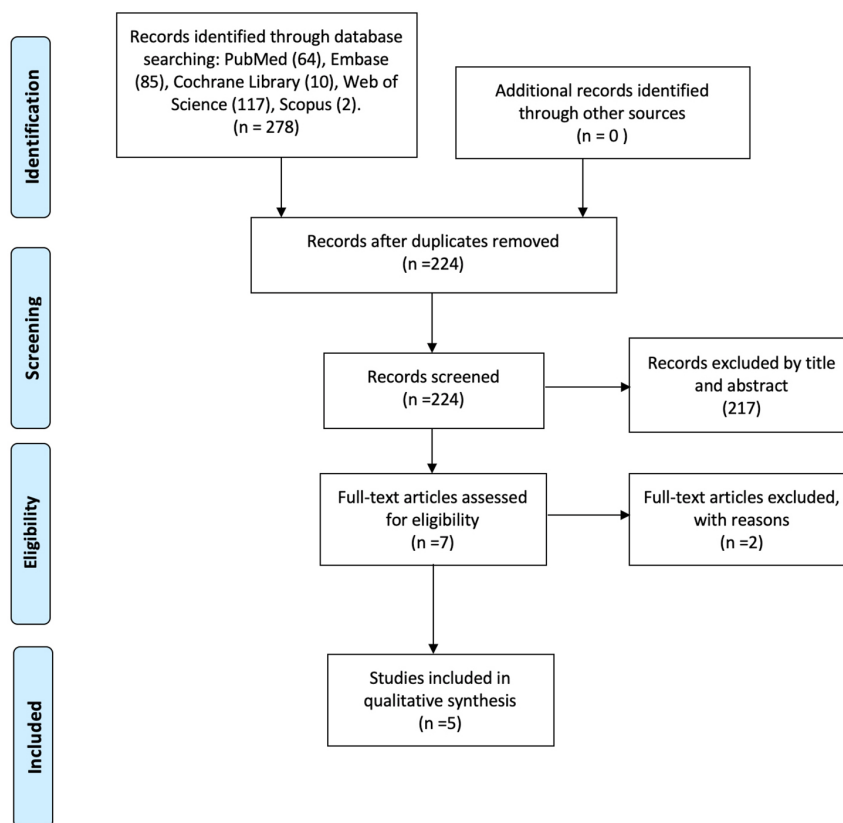 Identification
Records identified through database
searching: PubMed (64), Embase
(85), Cochrane Library (10), Web of
Science (117), Scopus (2).
(n = 278)
Additional records identified
through other sources
(n = 0 )
Records after duplicates removed
(n =224)
Screening
Records screened
(n =224)
Records excluded by title
and abstract
(217)
Eligibility
Full-text articles assessed
for eligibility
(n =7)
Full-text articles excluded,
with reasons
(n =2)
Included
Studies included in
qualitative synthesis
(n =5)